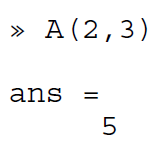 » A(2,3)
ans =
5